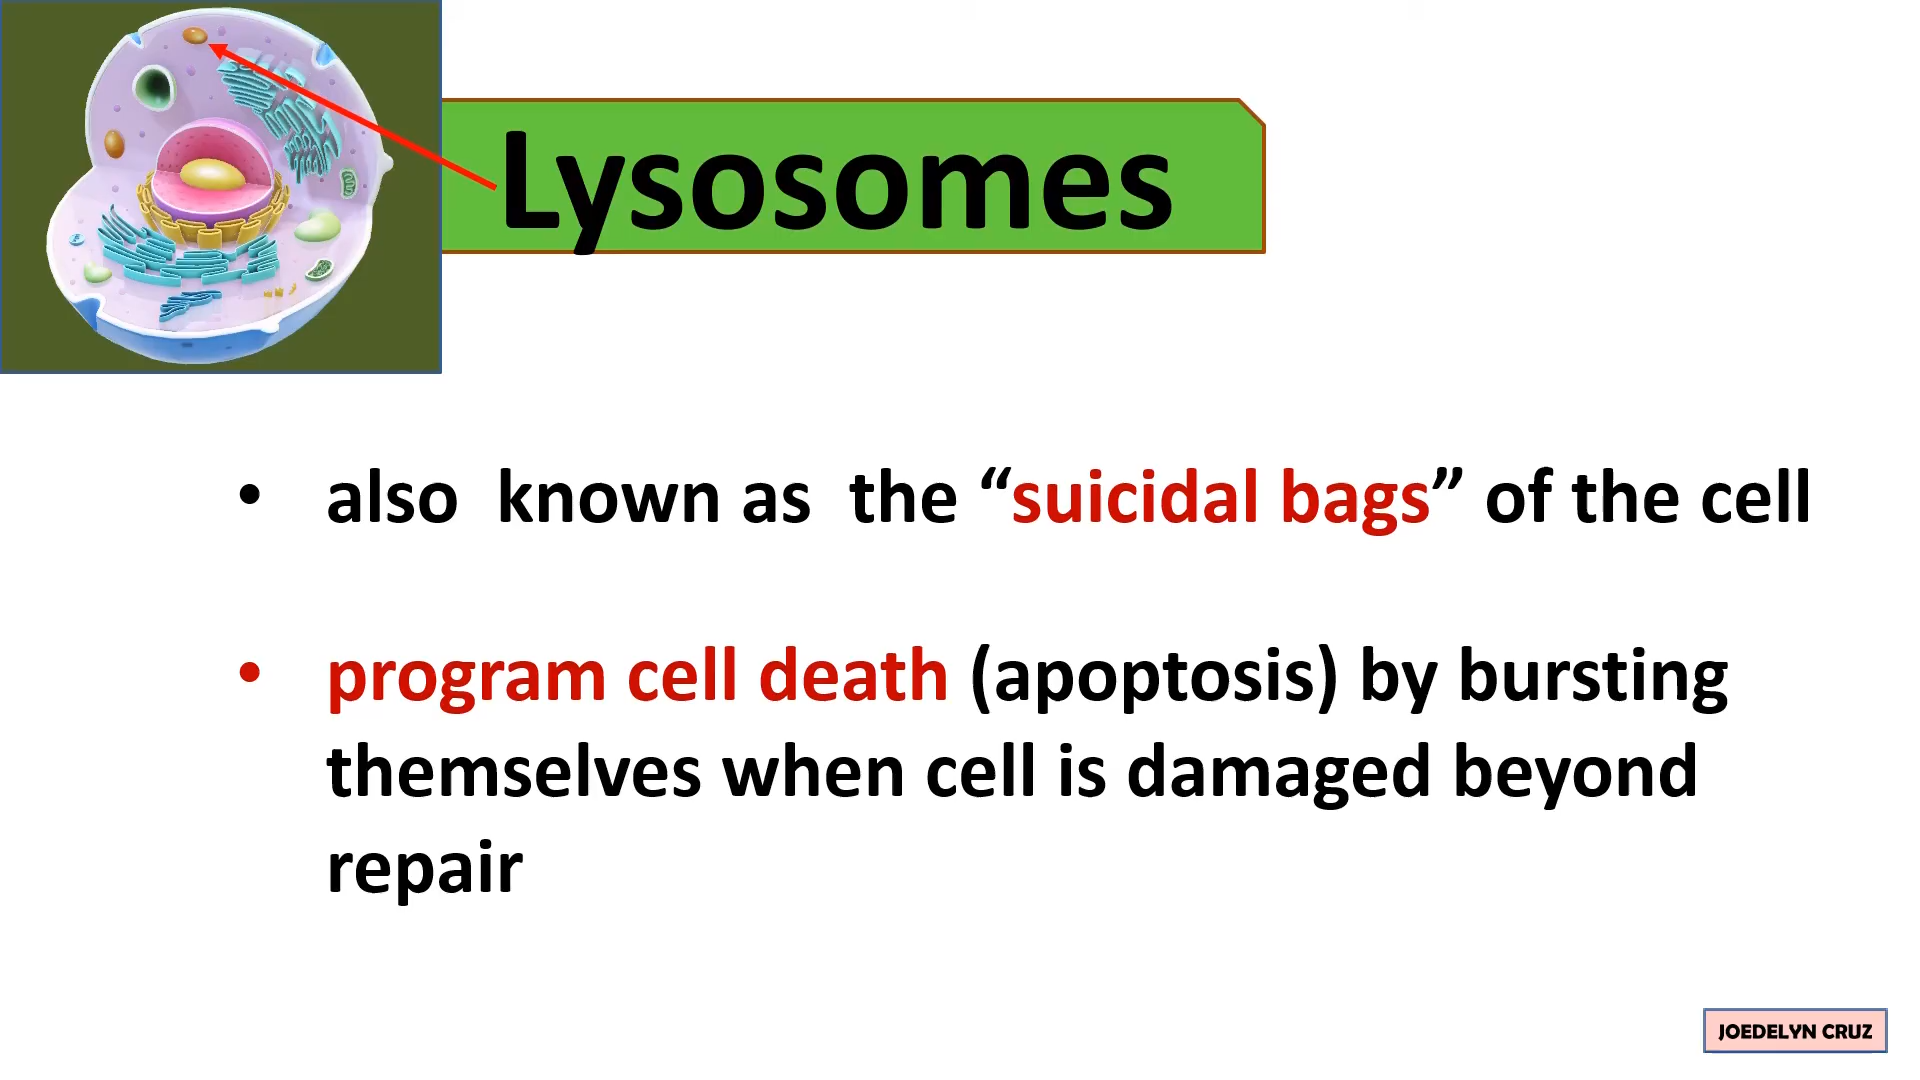 Lysosomes
• also known as the “suicidal bags” of the cell
• program cell death (apoptosis) by bursting
themselves when cell is damaged beyond
repair
JOEDELYN CRUZ